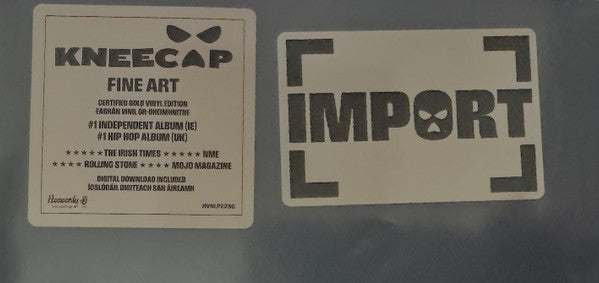 KNEECAP
FINE ART
CERTIFIED GOLD VINYL EDITION
EAGRÁN VINIL ÓR-DHEIMHNITHE
#1 INDEPENDENT ALBUM (IE)
#1 HIP HOP ALBUM (UK)
★★★★★ THE IRISH TIMES ★★★★★ NME
★★★★ ROLLING STONE ★★★★ MOJO MAGAZINE
DIGITAL DOWNLOAD INCLUDED
ÍOSLÓDÁIL DIGITEACH SAN ÁIREAMH
Heavenly
IMPORT